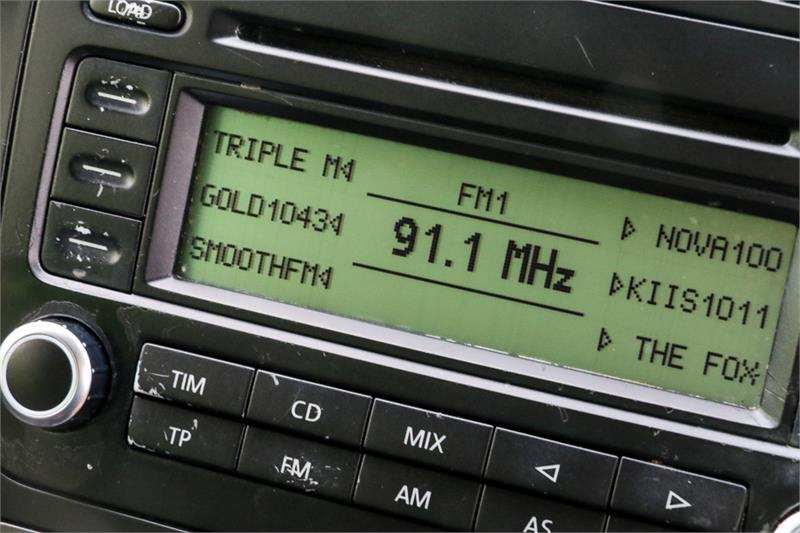 LOAD
TRIPLE M
GOLD1043
SMOOTHFM
FM1
91.1 MHz
NOVA100
KIIS1011
THE FOX
TIM
CD
MIX
TP
FM
AM
AS